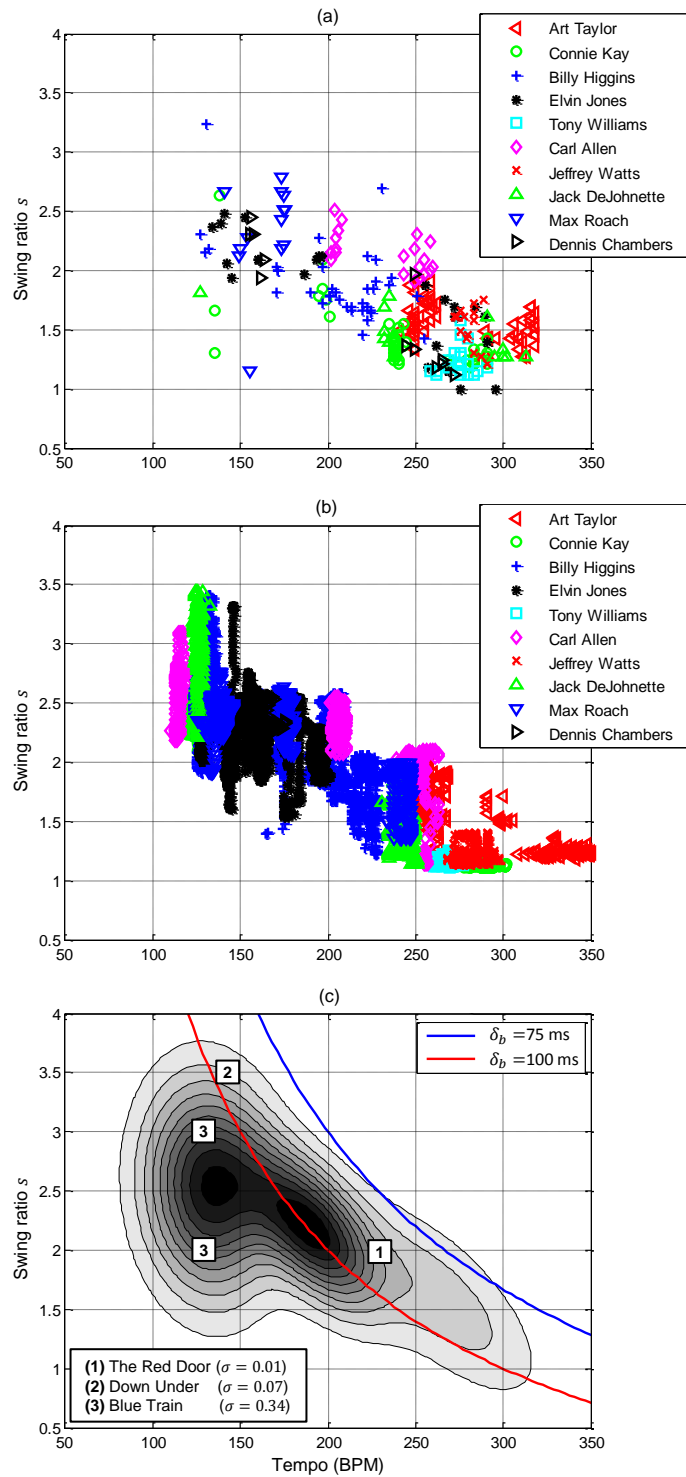 (a)
4
3.5
3
2.5
2
1.5
1
0.5
Swing ratio s
50 100 150 200 250 300 350
Art Taylor
Connie Kay
Billy Higgins
Elvin Jones
Tony Williams
Carl Allen
Jeffrey Watts
Jack DeJohnette
Max Roach
Dennis Chambers
(b)
4
3.5
3
2.5
2
1.5
1
0.5
Swing ratio s
50 100 150 200 250 300 350
Art Taylor
Connie Kay
Billy Higgins
Elvin Jones
Tony Williams
Carl Allen
Jeffrey Watts
Jack DeJohnette
Max Roach
Dennis Chambers
(c)
4
3.5
3
2.5
2
1.5
1
0.5
Swing ratio s
δb =75 ms
δb =100 ms
2
3
3
1
(1) The Red Door (σ = 0.01)
(2) Down Under (σ = 0.07)
(3) Blue Train (σ = 0.34)
50 100 150 200 250 300 350
Tempo (BPM)